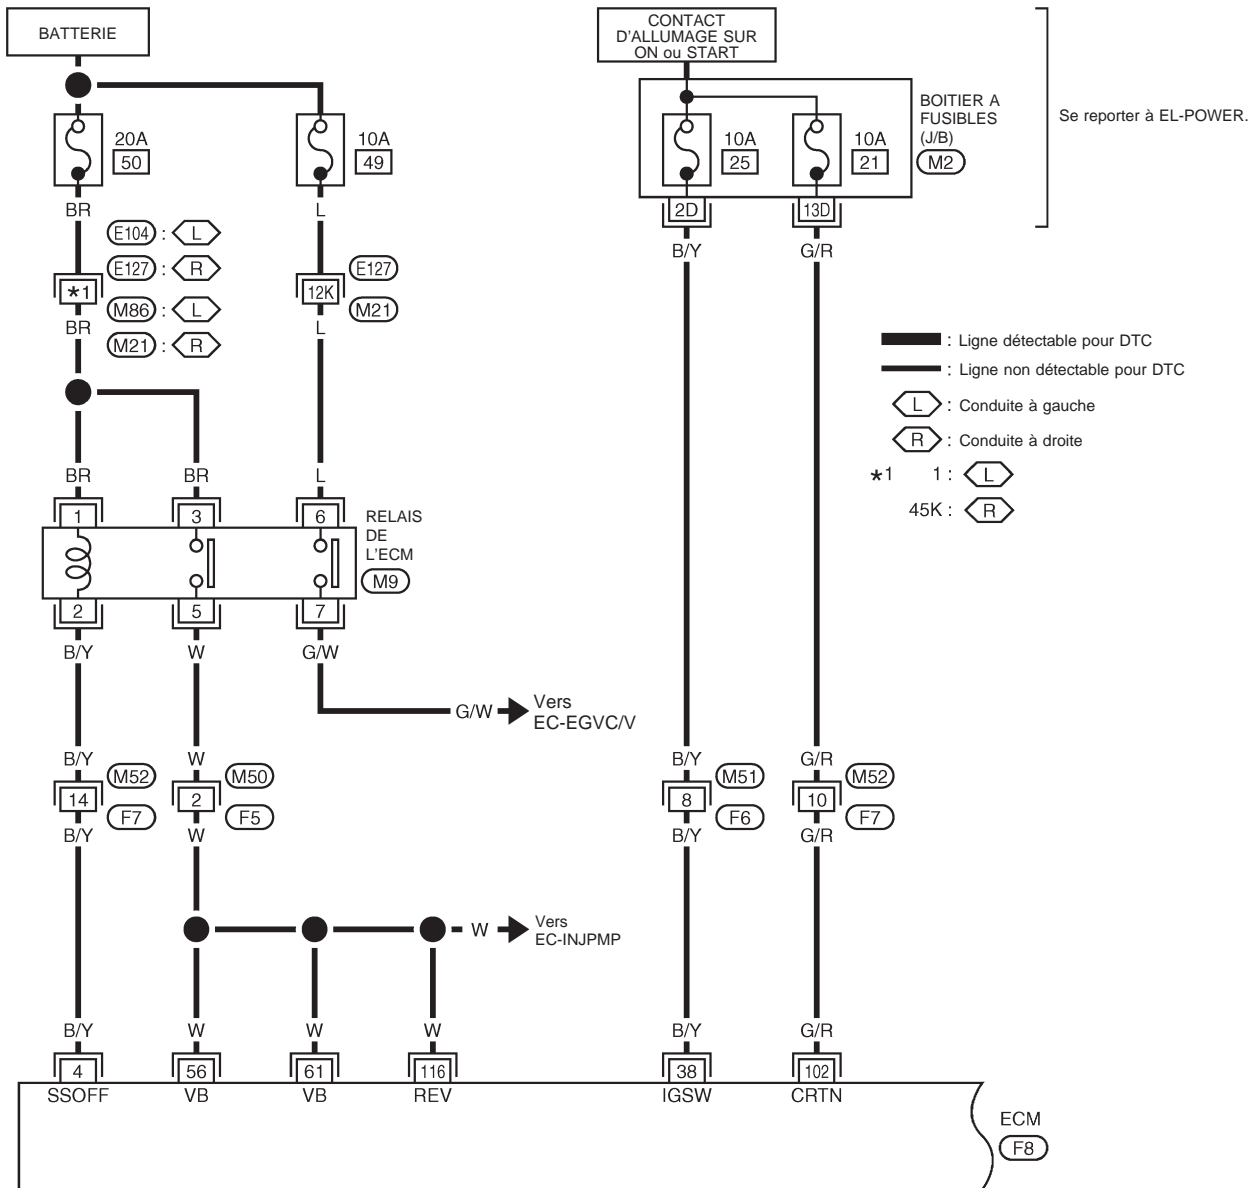 BATTERIE
CONTACT
D'ALLUMAGE SUR
ON ou START
20A
50
10A
49
10A
25
10A
21
BOITIER A
FUSIBLES
(J/B)
M2
Se reporter à EL-POWER.
BR
L
2D
13D
E104 : L
B/Y
G/R
E127 : R
E127
*1
12K
M86 : L
M21
BR
L
M21 : R
: Ligne détectable pour DTC
: Ligne non détectable pour DTC
L : Conduite à gauche
R : Conduite à droite
*1 1 : L
45K : R
BR
BR
L
1
3
6
RELAIS
DE
L'ECM
M9
2
5
7
B/Y
W
G/W
G/W
Vers
EC-EGVC/V
B/Y
W
B/Y
G/R
M52
M50
M51
M52
14
2
8
10
F7
F5
F6
F7
B/Y
W
B/Y
G/R
W
Vers
EC-INJPMP
B/Y
W
W
W
B/Y
G/R
4
56
61
116
38
102
SSOFF
VB
VB
REV
IGSW
CRTN
ECM
F8